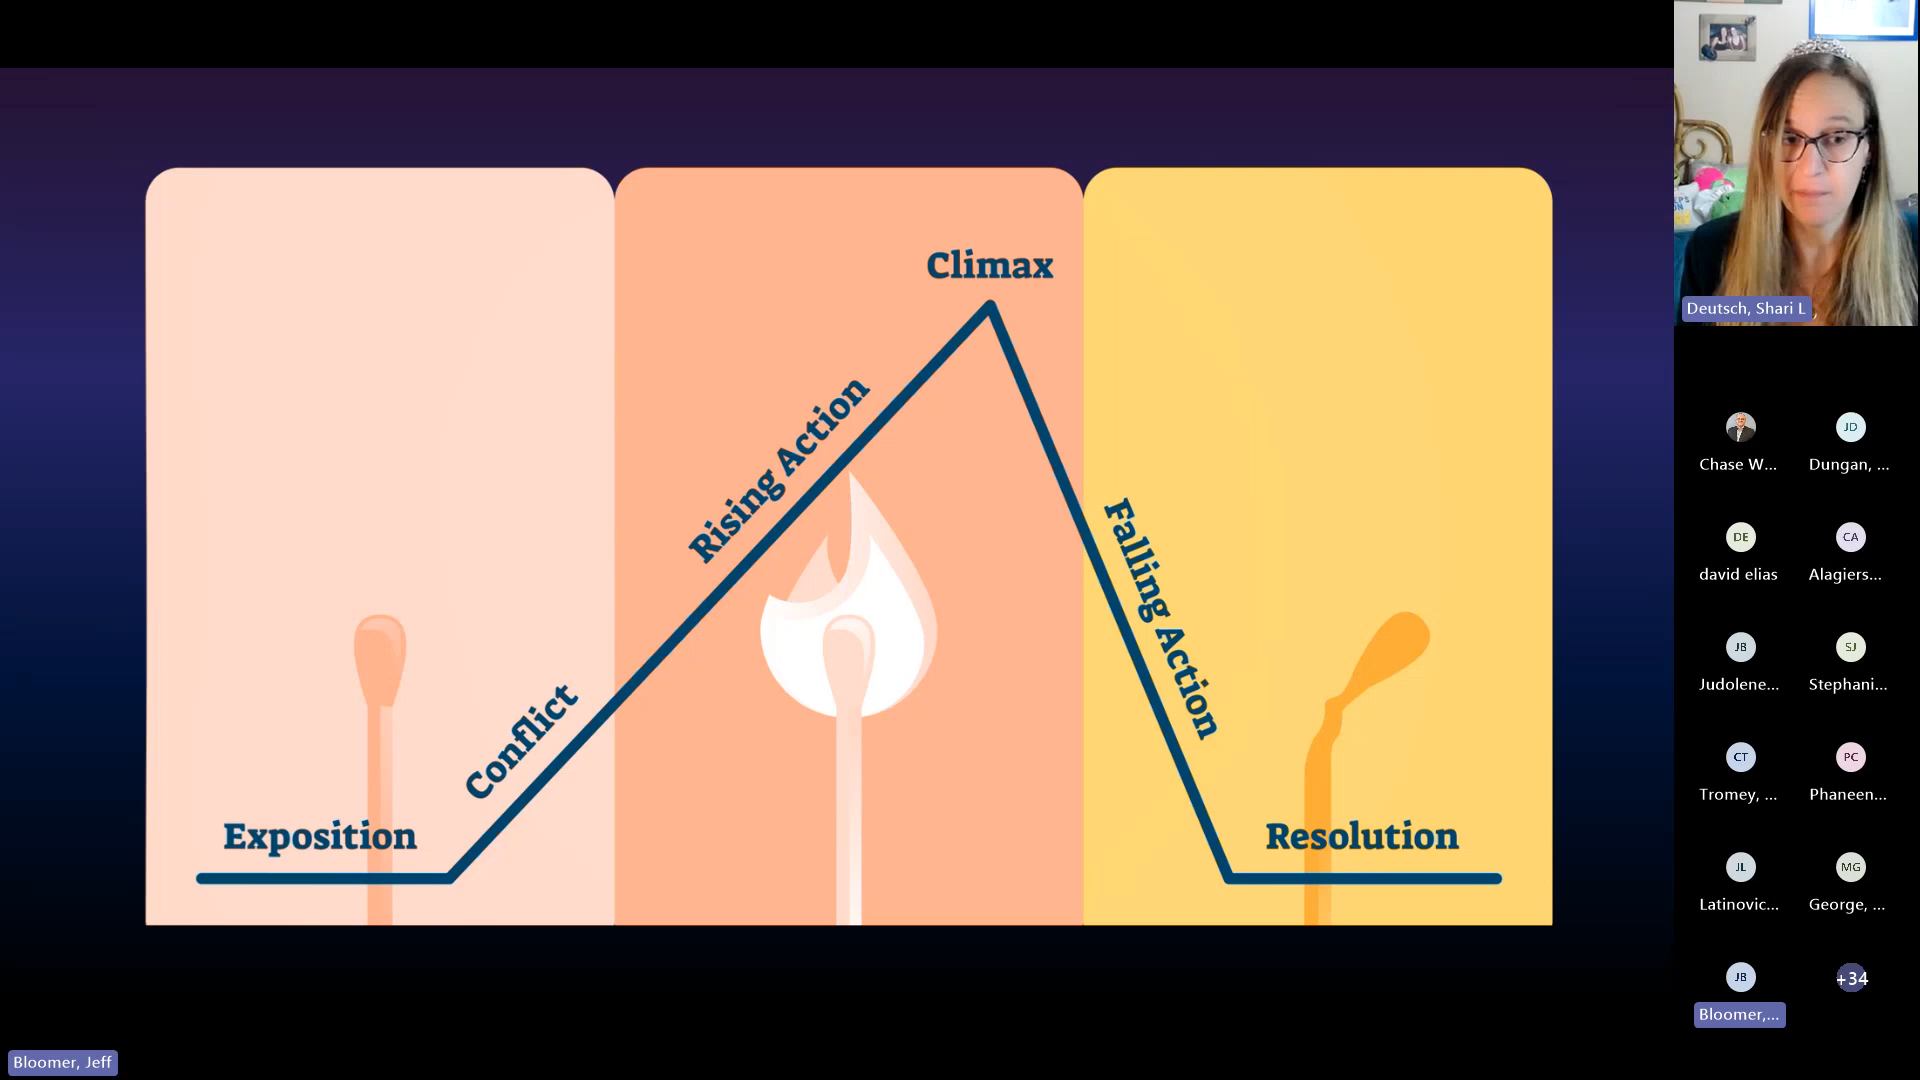 Climax
Rising Action
Falling Action
Conflict
Exposition
Resolution
Bloomer, Jeff
Deutsch, Shari L
Chase W...
JD
Dungan, ...
DE
david elias
CA
Alagiers...
JB
Judolene...
SJ
Stephani...
CT
Tromey, ...
PC
Phaneen...
JL
Latinovic...
MG
George, ...
JB
Bloomer,...
+34